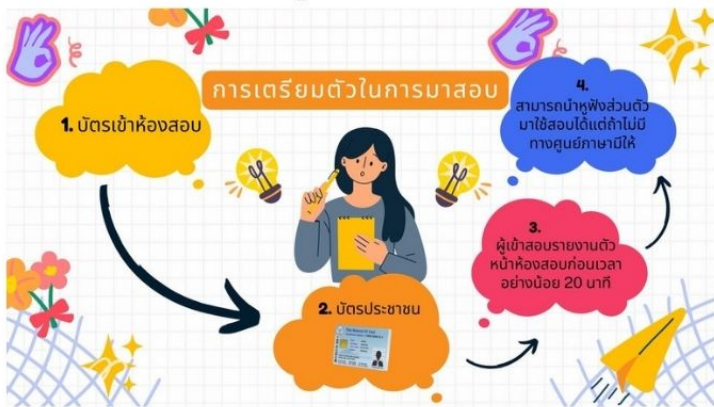 การเตรียมตัวในการมาสอบ
1. บัตรเข้าห้องสอบ
2. บัตรประชาชน
3.
ผู้เข้าสอบรายงานตัว
หน้าห้องสอบก่อนเวลา
อย่างน้อย 20 นาที
4.
สามารถนำหูฟังส่วนตัว
มาใช้สอบได้แต่ถ้าไม่มี
ทางศูนย์ภาษามีให้